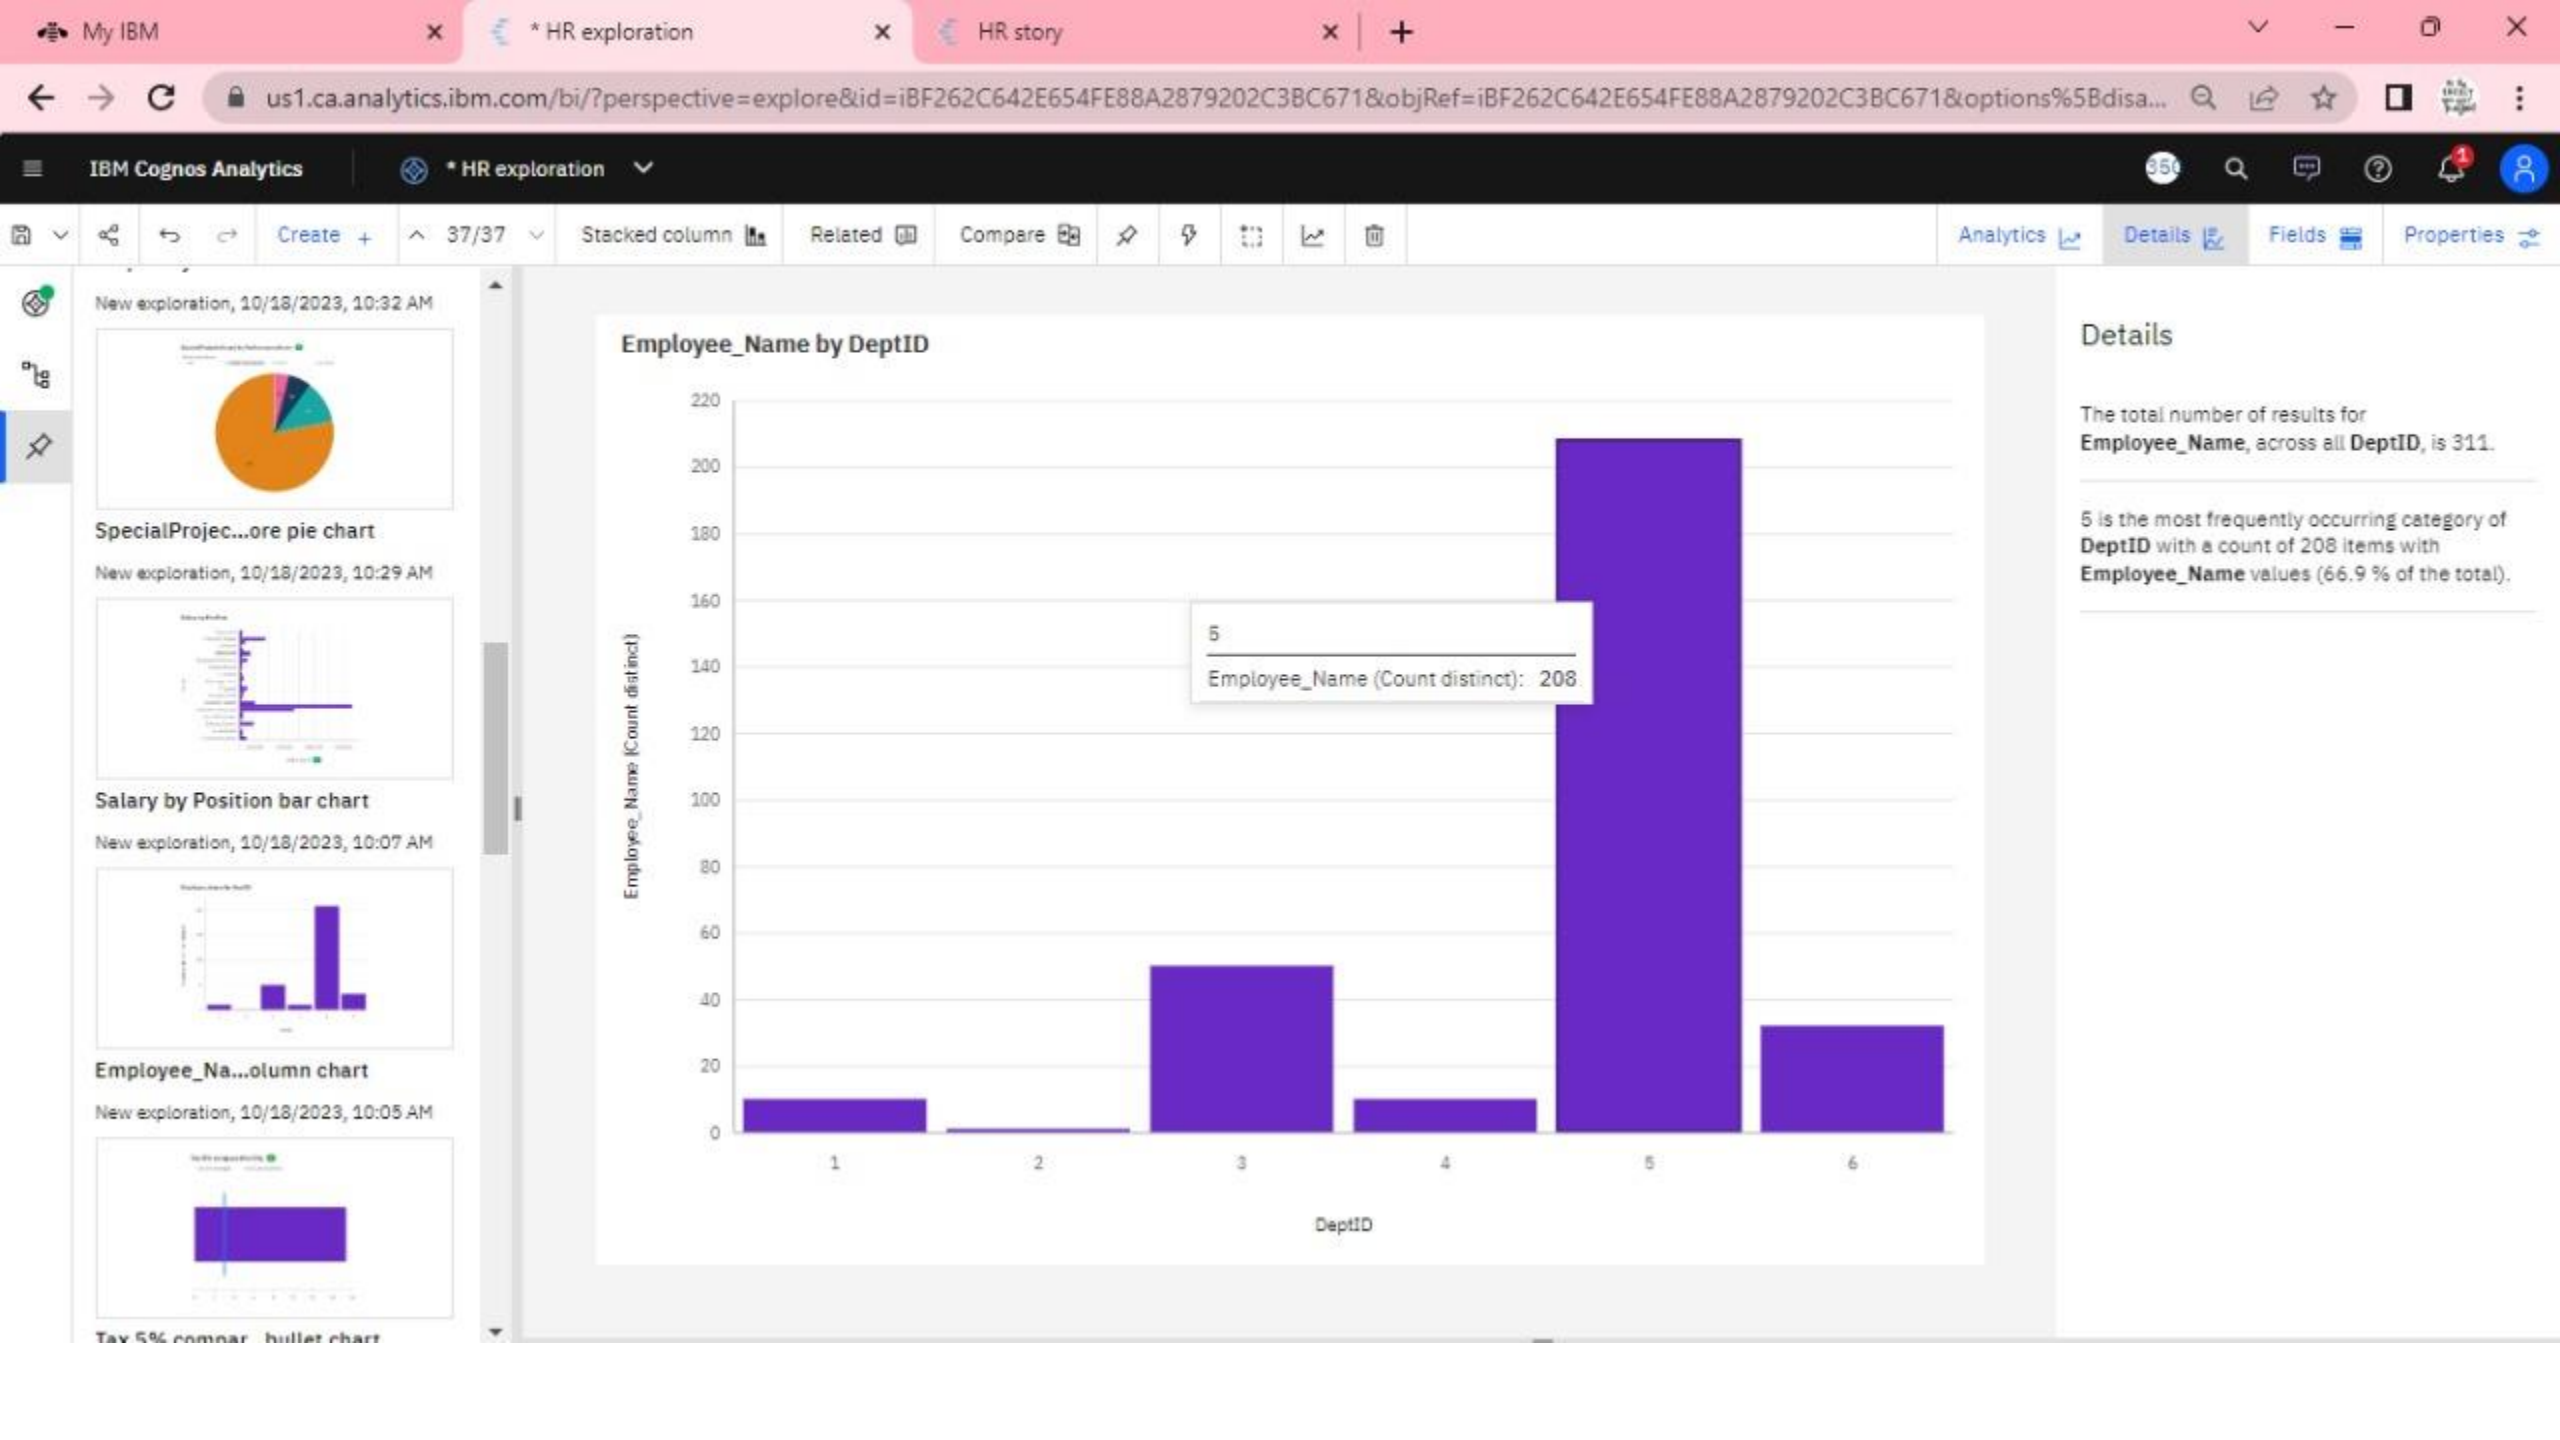 My IBM
* HR exploration
HR story
us1.ca.analytics.ibm.com/bi/?perspective=explore&id=iBF262C642E654FE88A2879202C3BC671&objRef=iBF262C642E654FE88A2879202C3BC671&options%5Bdisa...
IBM Cognos Analytics
* HR exploration
350
1
Create +
37/37
Stacked column
Related
Compare
Analytics
Details
Fields
Properties
New exploration, 10/18/2023, 10:32 AM
SpecialProjec...ore pie chart
New exploration, 10/18/2023, 10:29 AM
Salary by Position bar chart
New exploration, 10/18/2023, 10:07 AM
Employee_Na...olumn chart
New exploration, 10/18/2023, 10:05 AM
Tax 5% compar...bullet chart
Employee_Name by DeptID
Employee_Name (Count distinct)
220
200
180
160
140
120
100
80
60
40
20
0
5
Employee_Name (Count distinct): 208
1 2 3 4 5 6
DeptID
Details
The total number of results for
Employee_Name, across all DeptID, is 311.
5 is the most frequently occurring category of
DeptID with a count of 208 items with
Employee_Name values (66.9 % of the total).